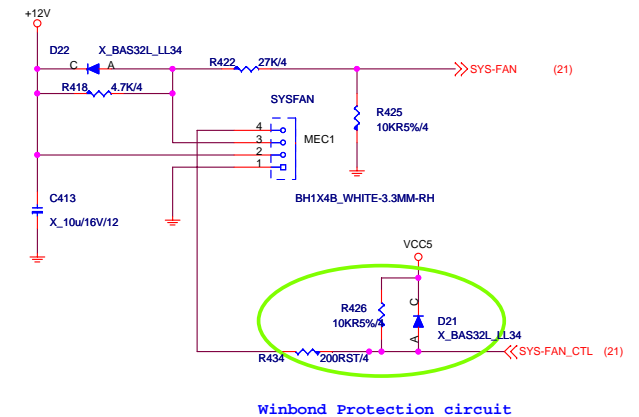 +12V
D22 X_BAS32L_LL34
C A
R422 27K/4
SYS-FAN (21)
R418 4.7K/4
SYSFAN
R425
10KR5%/4
4
3
2
1
MEC1
BH1X4B_WHITE-3.3MM-RH
C413
X_10u/16V/12
VCC5
R426
10KR5%/4
C
A
D21
X_BAS32L_LL34
R434 200RST/4
SYS-FAN_CTL (21)
Winbond Protection circuit